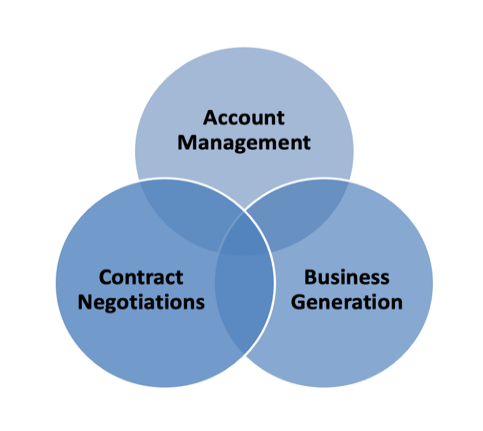 Account
Management
Contract
Negotiations
Business
Generation